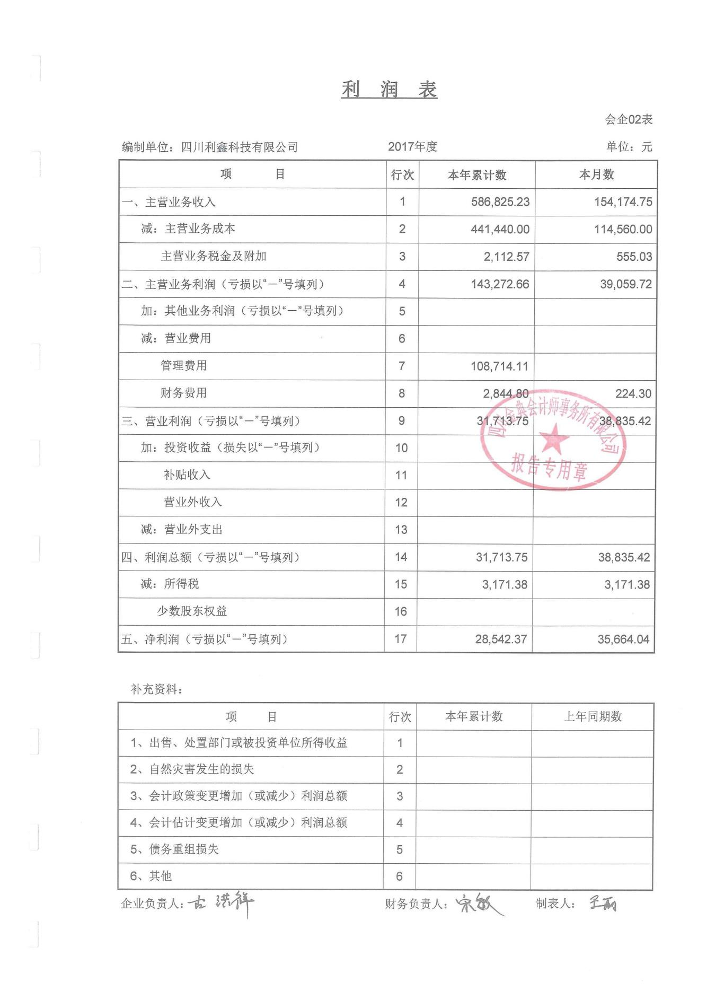 利 润 表
会企02表
编制单位：四川利鑫科技有限公司 2017年度 单位：元
项 目 行次 本年累计数 本月数
一、主营业务收入 1 586,825.23 154,174.75
减：主营业务成本 2 441,440.00 114,560.00
主营业务税金及附加 3 2,112.57 555.03
二、主营业务利润（亏损以“－”号填列） 4 143,272.66 39,059.72
加：其他业务利润（亏损以“－”号填列） 5
减：营业费用 6
管理费用 7 108,714.11
财务费用 8 2,844.80 224.30
三、营业利润（亏损以“－”号填列） 9 31,713.75 38,835.42
四川金典会计师事务所有限公司
报告专用章
加：投资收益（损失以“－”号填列） 10
补贴收入 11
营业外收入 12
减：营业外支出 13
四、利润总额（亏损以“－”号填列） 14 31,713.75 38,835.42
减：所得税 15 3,171.38 3,171.38
少数股东权益 16
五、净利润（亏损以“－”号填列） 17 28,542.37 35,664.04
补充资料：
项 目 行次 本年累计数 上年同期数
1、出售、处置部门或被投资单位所得收益 1
2、自然灾害发生的损失 2
3、会计政策变更增加（或减少）利润总额 3
4、会计估计变更增加（或减少）利润总额 4
5、债务重组损失 5
6、其他 6
企业负责人：古洪祥 财务负责人：宋敏 制表人：王丽